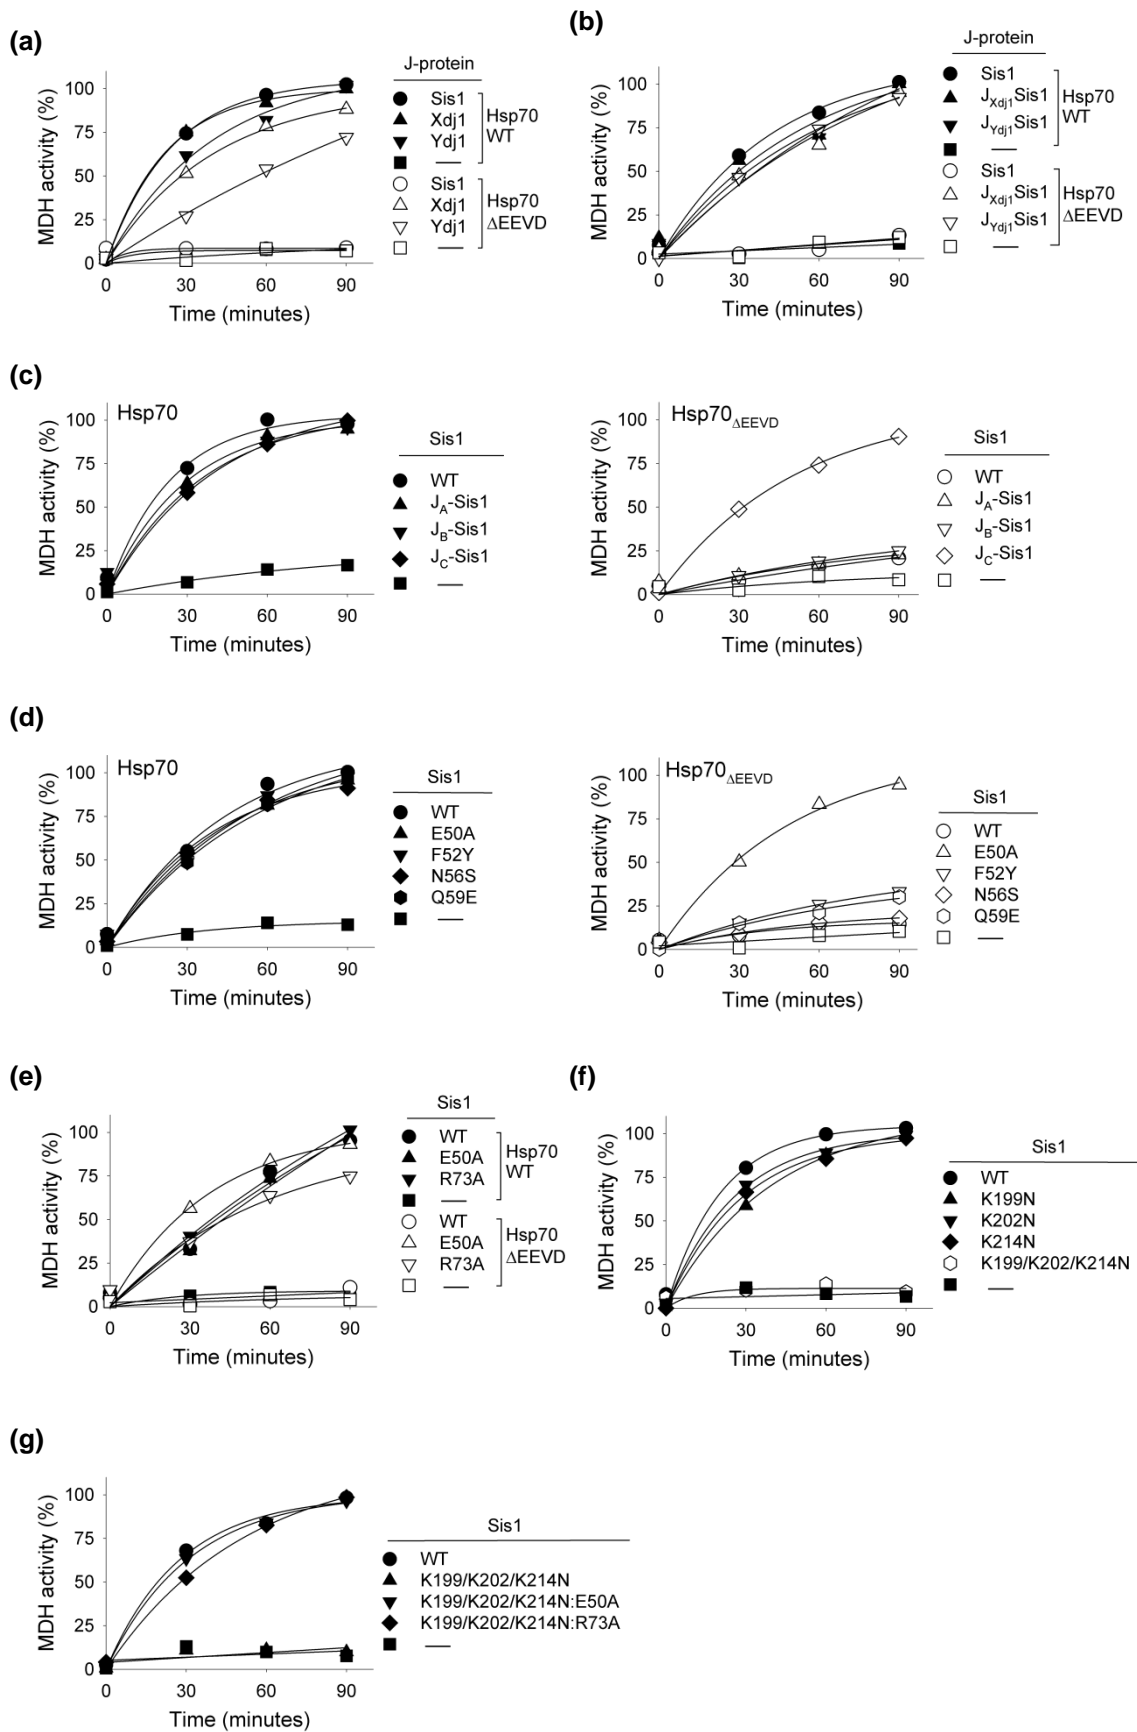 (a)
MDH activity (%)
100
75
50
25
0
0 30 60 90
Time (minutes)
J-protein
Sis1
Xdj1
Ydj1
—
Hsp70
WT
Sis1
Xdj1
Ydj1
—
Hsp70
ΔEEVD
(b)
MDH activity (%)
100
75
50
25
0
0 30 60 90
Time (minutes)
J-protein
Sis1
JXdj1Sis1
JYdj1Sis1
—
Hsp70
WT
Sis1
JXdj1Sis1
JYdj1Sis1
—
Hsp70
ΔEEVD
(c)
Hsp70
MDH activity (%)
100
75
50
25
0
0 30 60 90
Time (minutes)
Sis1
WT
JA-Sis1
JB-Sis1
JC-Sis1
—
Hsp70ΔEEVD
MDH activity (%)
100
75
50
25
0
0 30 60 90
Time (minutes)
Sis1
WT
JA-Sis1
JB-Sis1
JC-Sis1
—
(d)
Hsp70
MDH activity (%)
100
75
50
25
0
0 30 60 90
Time (minutes)
Sis1
WT
E50A
F52Y
N56S
Q59E
—
Hsp70ΔEEVD
MDH activity (%)
100
75
50
25
0
0 30 60 90
Time (minutes)
Sis1
WT
E50A
F52Y
N56S
Q59E
—
(e)
MDH activity (%)
100
75
50
25
0
0 30 60 90
Time (minutes)
Sis1
WT
E50A
R73A
—
Hsp70
WT
WT
E50A
R73A
—
Hsp70
ΔEEVD
(f)
MDH activity (%)
100
75
50
25
0
0 30 60 90
Time (minutes)
Sis1
WT
K199N
K202N
K214N
K199/K202/K214N
—
(g)
MDH activity (%)
100
75
50
25
0
0 30 60 90
Time (minutes)
Sis1
WT
K199/K202/K214N
K199/K202/K214N:E50A
K199/K202/K214N:R73A
—